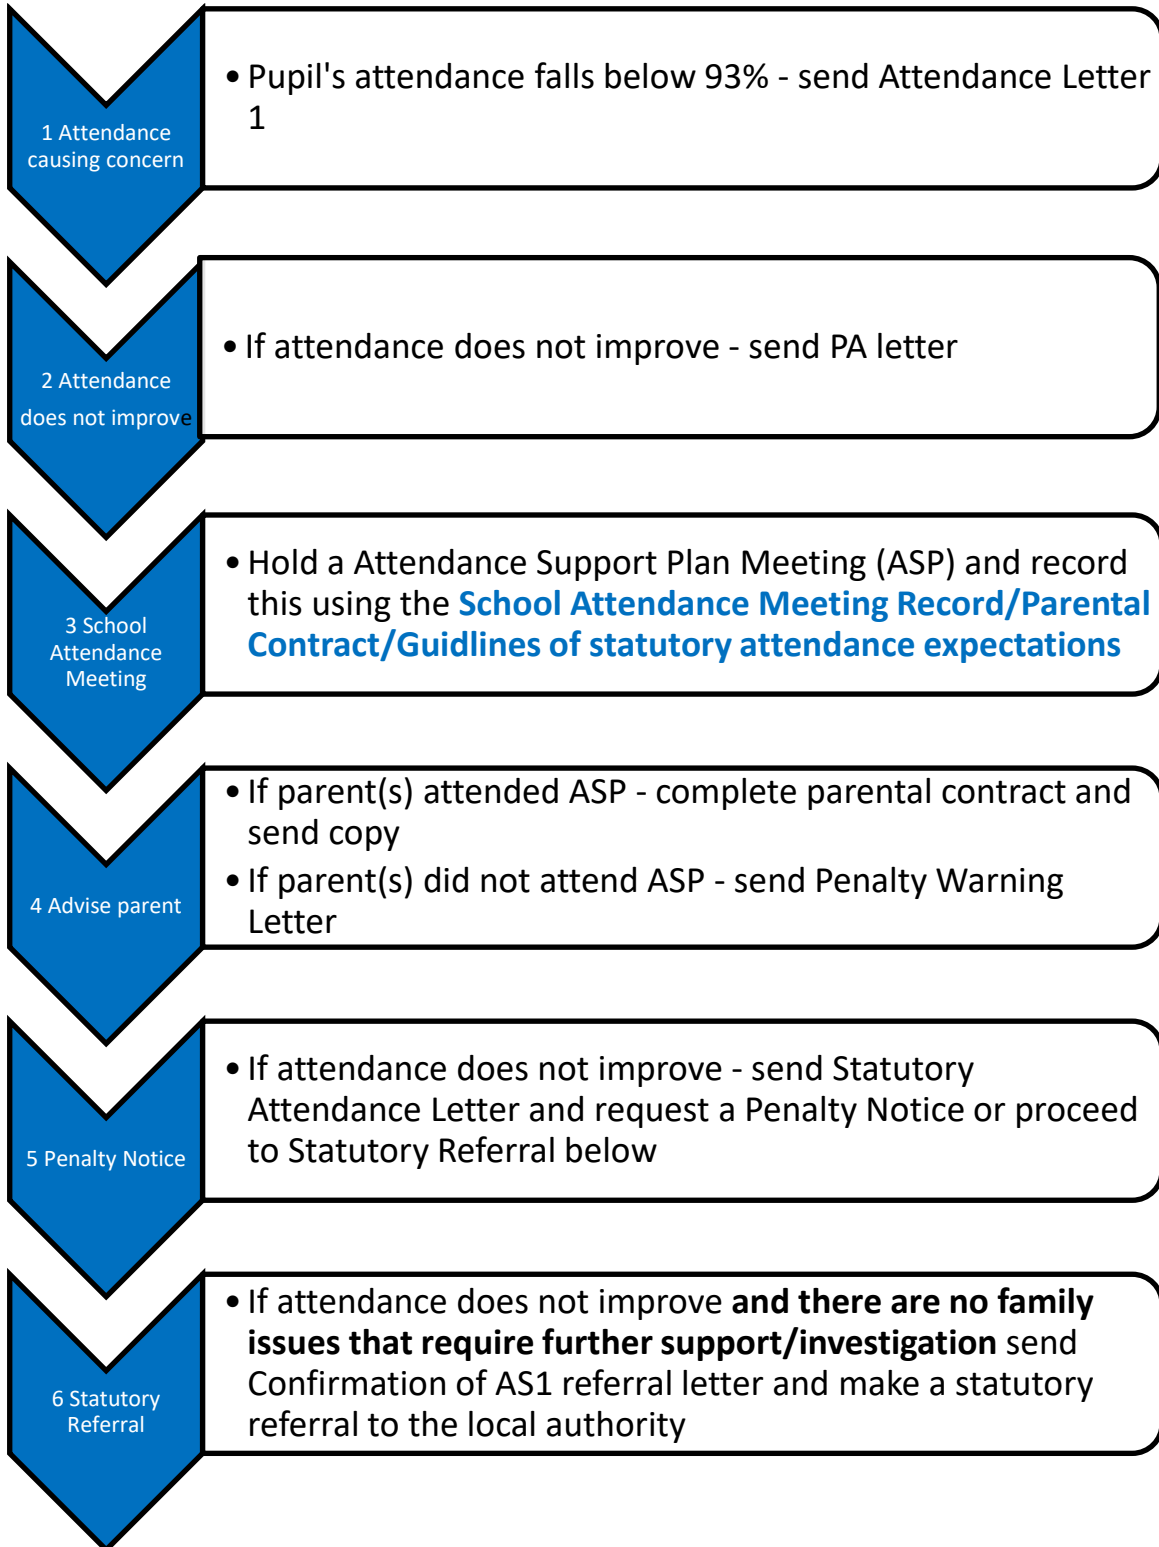 1 Attendance
causing concern
• Pupil's attendance falls below 93% - send Attendance Letter
1
2 Attendance
does not improve
• If attendance does not improve - send PA letter
3 School
Attendance
Meeting
• Hold a Attendance Support Plan Meeting (ASP) and record
this using the School Attendance Meeting Record/Parental
Contract/Guidlines of statutory attendance expectations
4 Advise parent
• If parent(s) attended ASP - complete parental contract and
send copy
• If parent(s) did not attend ASP - send Penalty Warning
Letter
5 Penalty Notice
• If attendance does not improve - send Statutory
Attendance Letter and request a Penalty Notice or proceed
to Statutory Referral below
6 Statutory
Referral
• If attendance does not improve and there are no family
issues that require further support/investigation send
Confirmation of AS1 referral letter and make a statutory
referral to the local authority